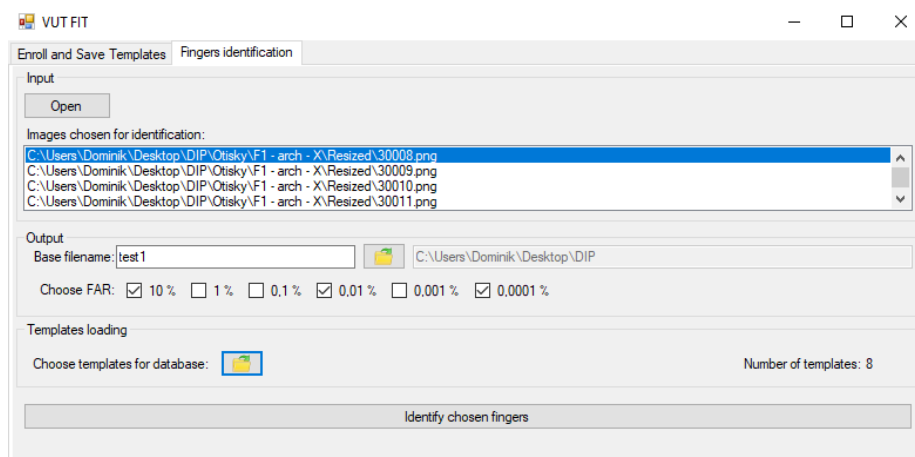 VUT FIT
Enroll and Save Templates Fingers identification
Input
Open
Images chosen for identification:
C:\Users\Dominik\Desktop\DIP\Otisky\F1 - arch - X\Resized\30008.png
C:\Users\Dominik\Desktop\DIP\Otisky\F1 - arch - X\Resized\30009.png
C:\Users\Dominik\Desktop\DIP\Otisky\F1 - arch - X\Resized\30010.png
C:\Users\Dominik\Desktop\DIP\Otisky\F1 - arch - X\Resized\30011.png
Output
Base filename: test1 C:\Users\Dominik\Desktop\DIP
Choose FAR: 10 % 1 % 0,1 % 0,01 % 0,001 % 0,0001 %
Templates loading
Choose templates for database: Number of templates: 8
Identify chosen fingers